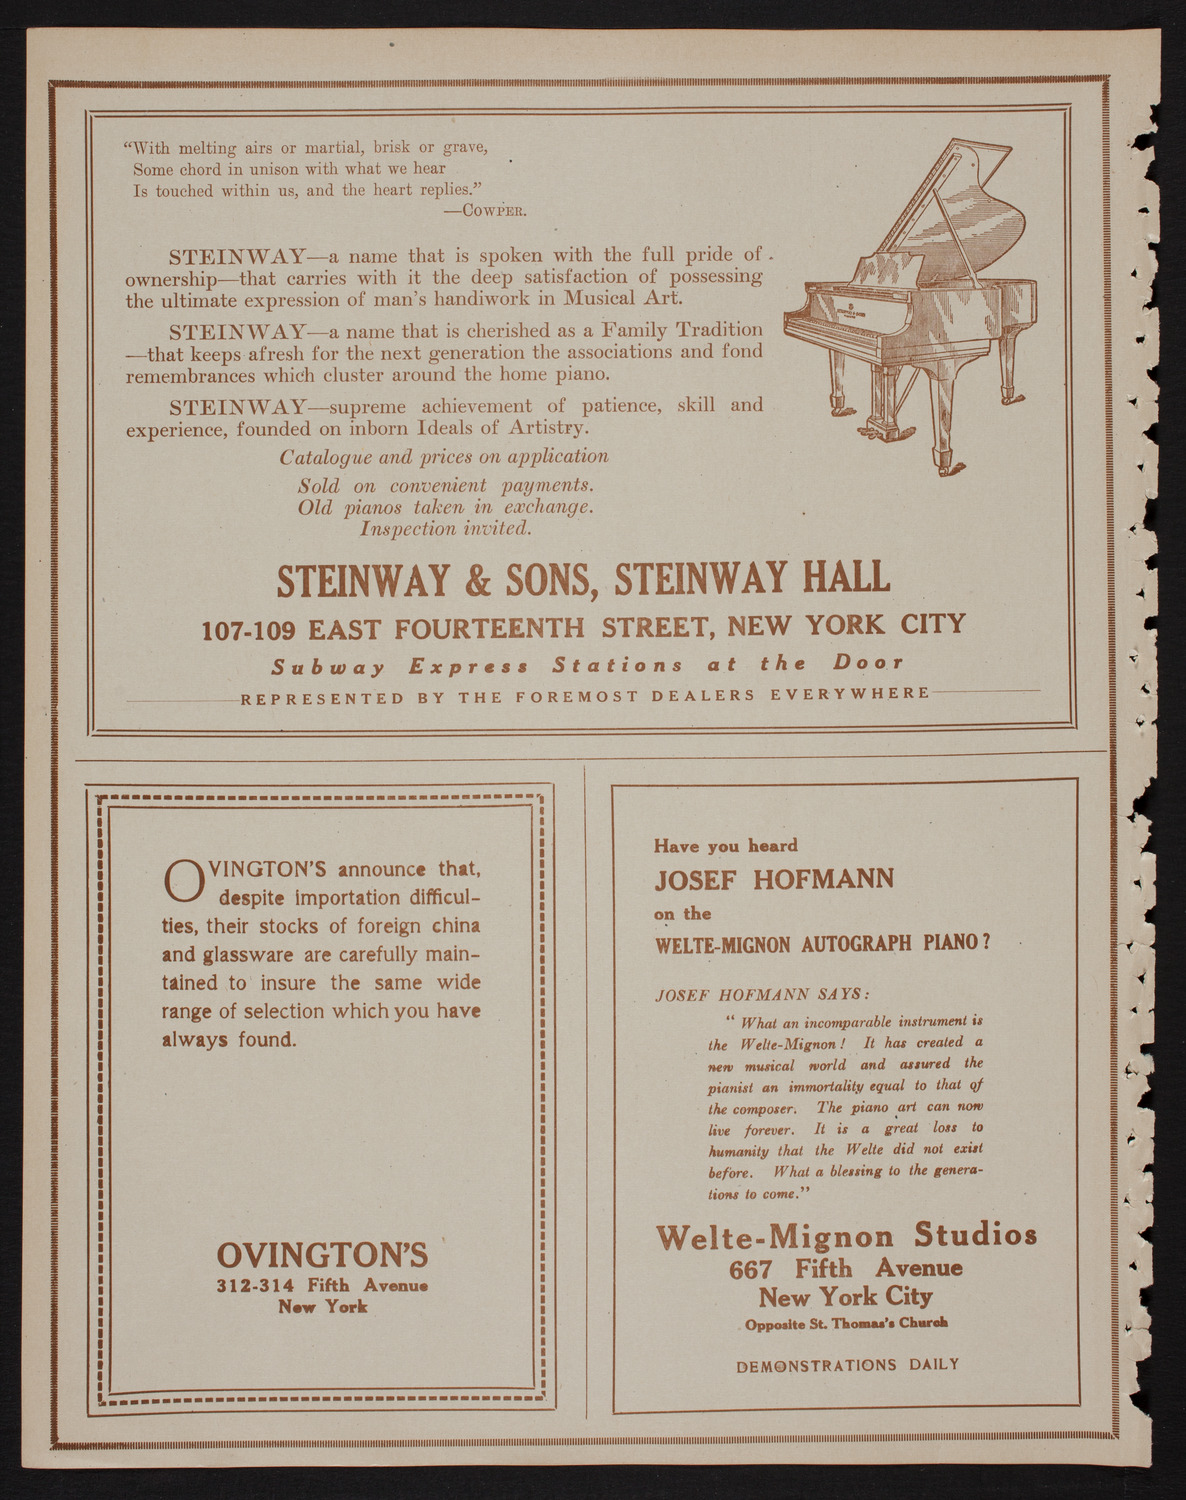 “With melting airs or martial, brisk or grave,
Some chord in unison with what we hear
Is touched within us, and the heart replies.”
—COWPER.
STEINWAY—a name that is spoken with the full pride of
ownership—that carries with it the deep satisfaction of possessing
the ultimate expression of man’s handiwork in Musical Art.
STEINWAY—a name that is cherished as a Family Tradition
—that keeps afresh for the next generation the associations and fond
remembrances which cluster around the home piano.
STEINWAY—supreme achievement of patience, skill and
experience, founded on inborn Ideals of Artistry.
Catalogue and prices on application
Sold on convenient payments.
Old pianos taken in exchange.
Inspection invited.
STEINWAY & SONS, STEINWAY HALL
107-109 EAST FOURTEENTH STREET, NEW YORK CITY
Subway Express Stations at the Door
REPRESENTED BY THE FOREMOST DEALERS EVERYWHERE
OVINGTON’S announce that,
despite importation difficul-
ties, their stocks of foreign china
and glassware are carefully main-
tained to insure the same wide
range of selection which you have
always found.
OVINGTON’S
312-314 Fifth Avenue
New York
Have you heard
JOSEF HOFMANN
on the
WELTE-MIGNON AUTOGRAPH PIANO?
JOSEF HOFMANN SAYS:
“ What an incomparable instrument is
the Welte-Mignon! It has created a
new musical world and assured the
pianist an immortality equal to that of
the composer. The piano art can now
live forever. It is a great loss to
humanity that the Welte did not exist
before. What a blessing to the genera-
tions to come.”
Welte-Mignon Studios
667 Fifth Avenue
New York City
Opposite St. Thomas’s Church
DEMONSTRATIONS DAILY